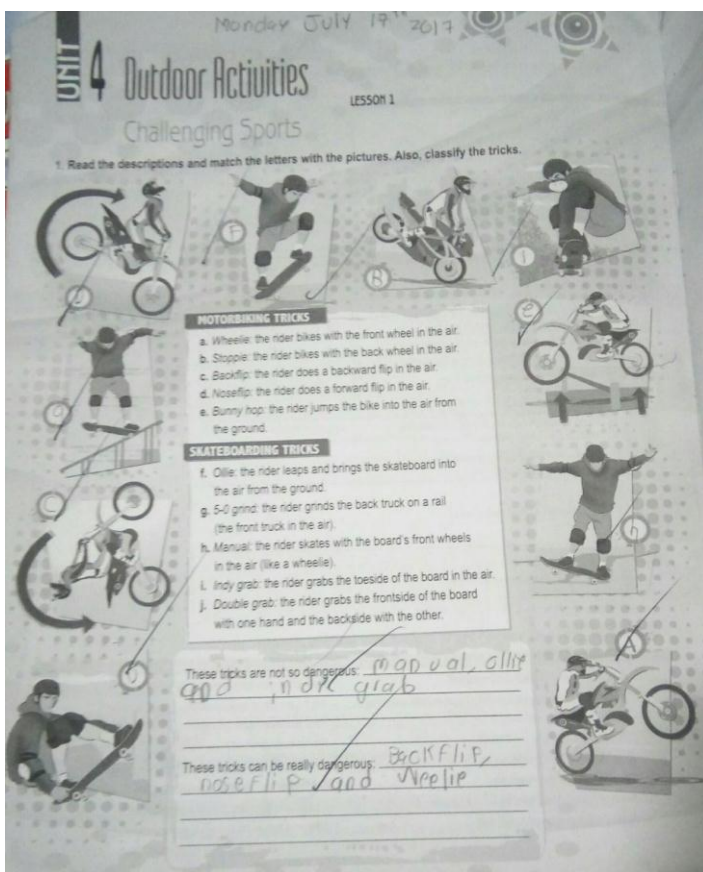 Monday JULY 17th 2017
UNIT 4 Outdoor Activities
LESSON 1
Challenging Sports
1. Read the descriptions and match the letters with the pictures. Also, classify the tricks.
F
B
e
MOTORBIKING TRICKS
a. Wheelie: the rider bikes with the front wheel in the air.
b. Stoppie: the rider bikes with the back wheel in the air.
c. Backflip: the rider does a backward flip in the air.
d. Noseflip: the rider does a forward flip in the air.
e. Bunny hop: the rider jumps the bike into the air from
the ground.
SKATEBOARDING TRICKS
f. Ollie: the rider leaps and brings the skateboard into
the air from the ground.
g. 5-0 grind: the rider grinds the back truck on a rail
(the front truck in the air).
h. Manual: the rider skates with the board's front wheels
in the air (like a wheelie).
i. Indy grab: the rider grabs the toeside of the board in the air.
j. Double grab: the rider grabs the frontside of the board
with one hand and the backside with the other.
h
A
These tricks are not so dangerous: manual, ollie
and indie grab
These tricks can be really dangerous: Backflip,
noseflip and Weelie